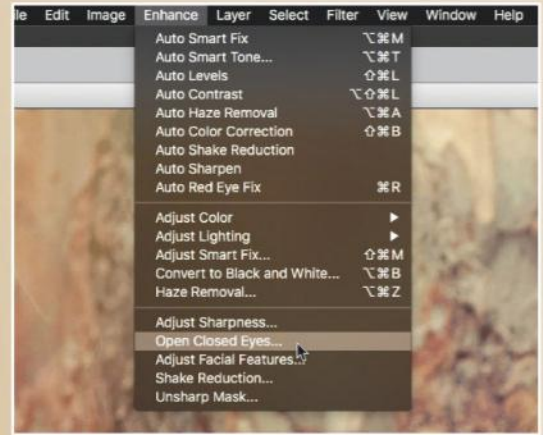 le Edit Image Enhance Layer Select Filter View Window Help
Auto Smart Fix ⌥⌘M
Auto Smart Tone... ⌥⌘T
Auto Levels ⇧⌘L
Auto Contrast ⌥⇧⌘L
Auto Haze Removal ⌥⌘A
Auto Color Correction ⇧⌘B
Auto Shake Reduction
Auto Sharpen
Auto Red Eye Fix ⌘R
Adjust Color ▶
Adjust Lighting ▶
Adjust Smart Fix... ⇧⌘M
Convert to Black and White... ⌥⌘B
Haze Removal... ⌥⌘Z
Adjust Sharpness...
Open Closed Eyes...
Adjust Facial Features...
Shake Reduction...
Unsharp Mask...